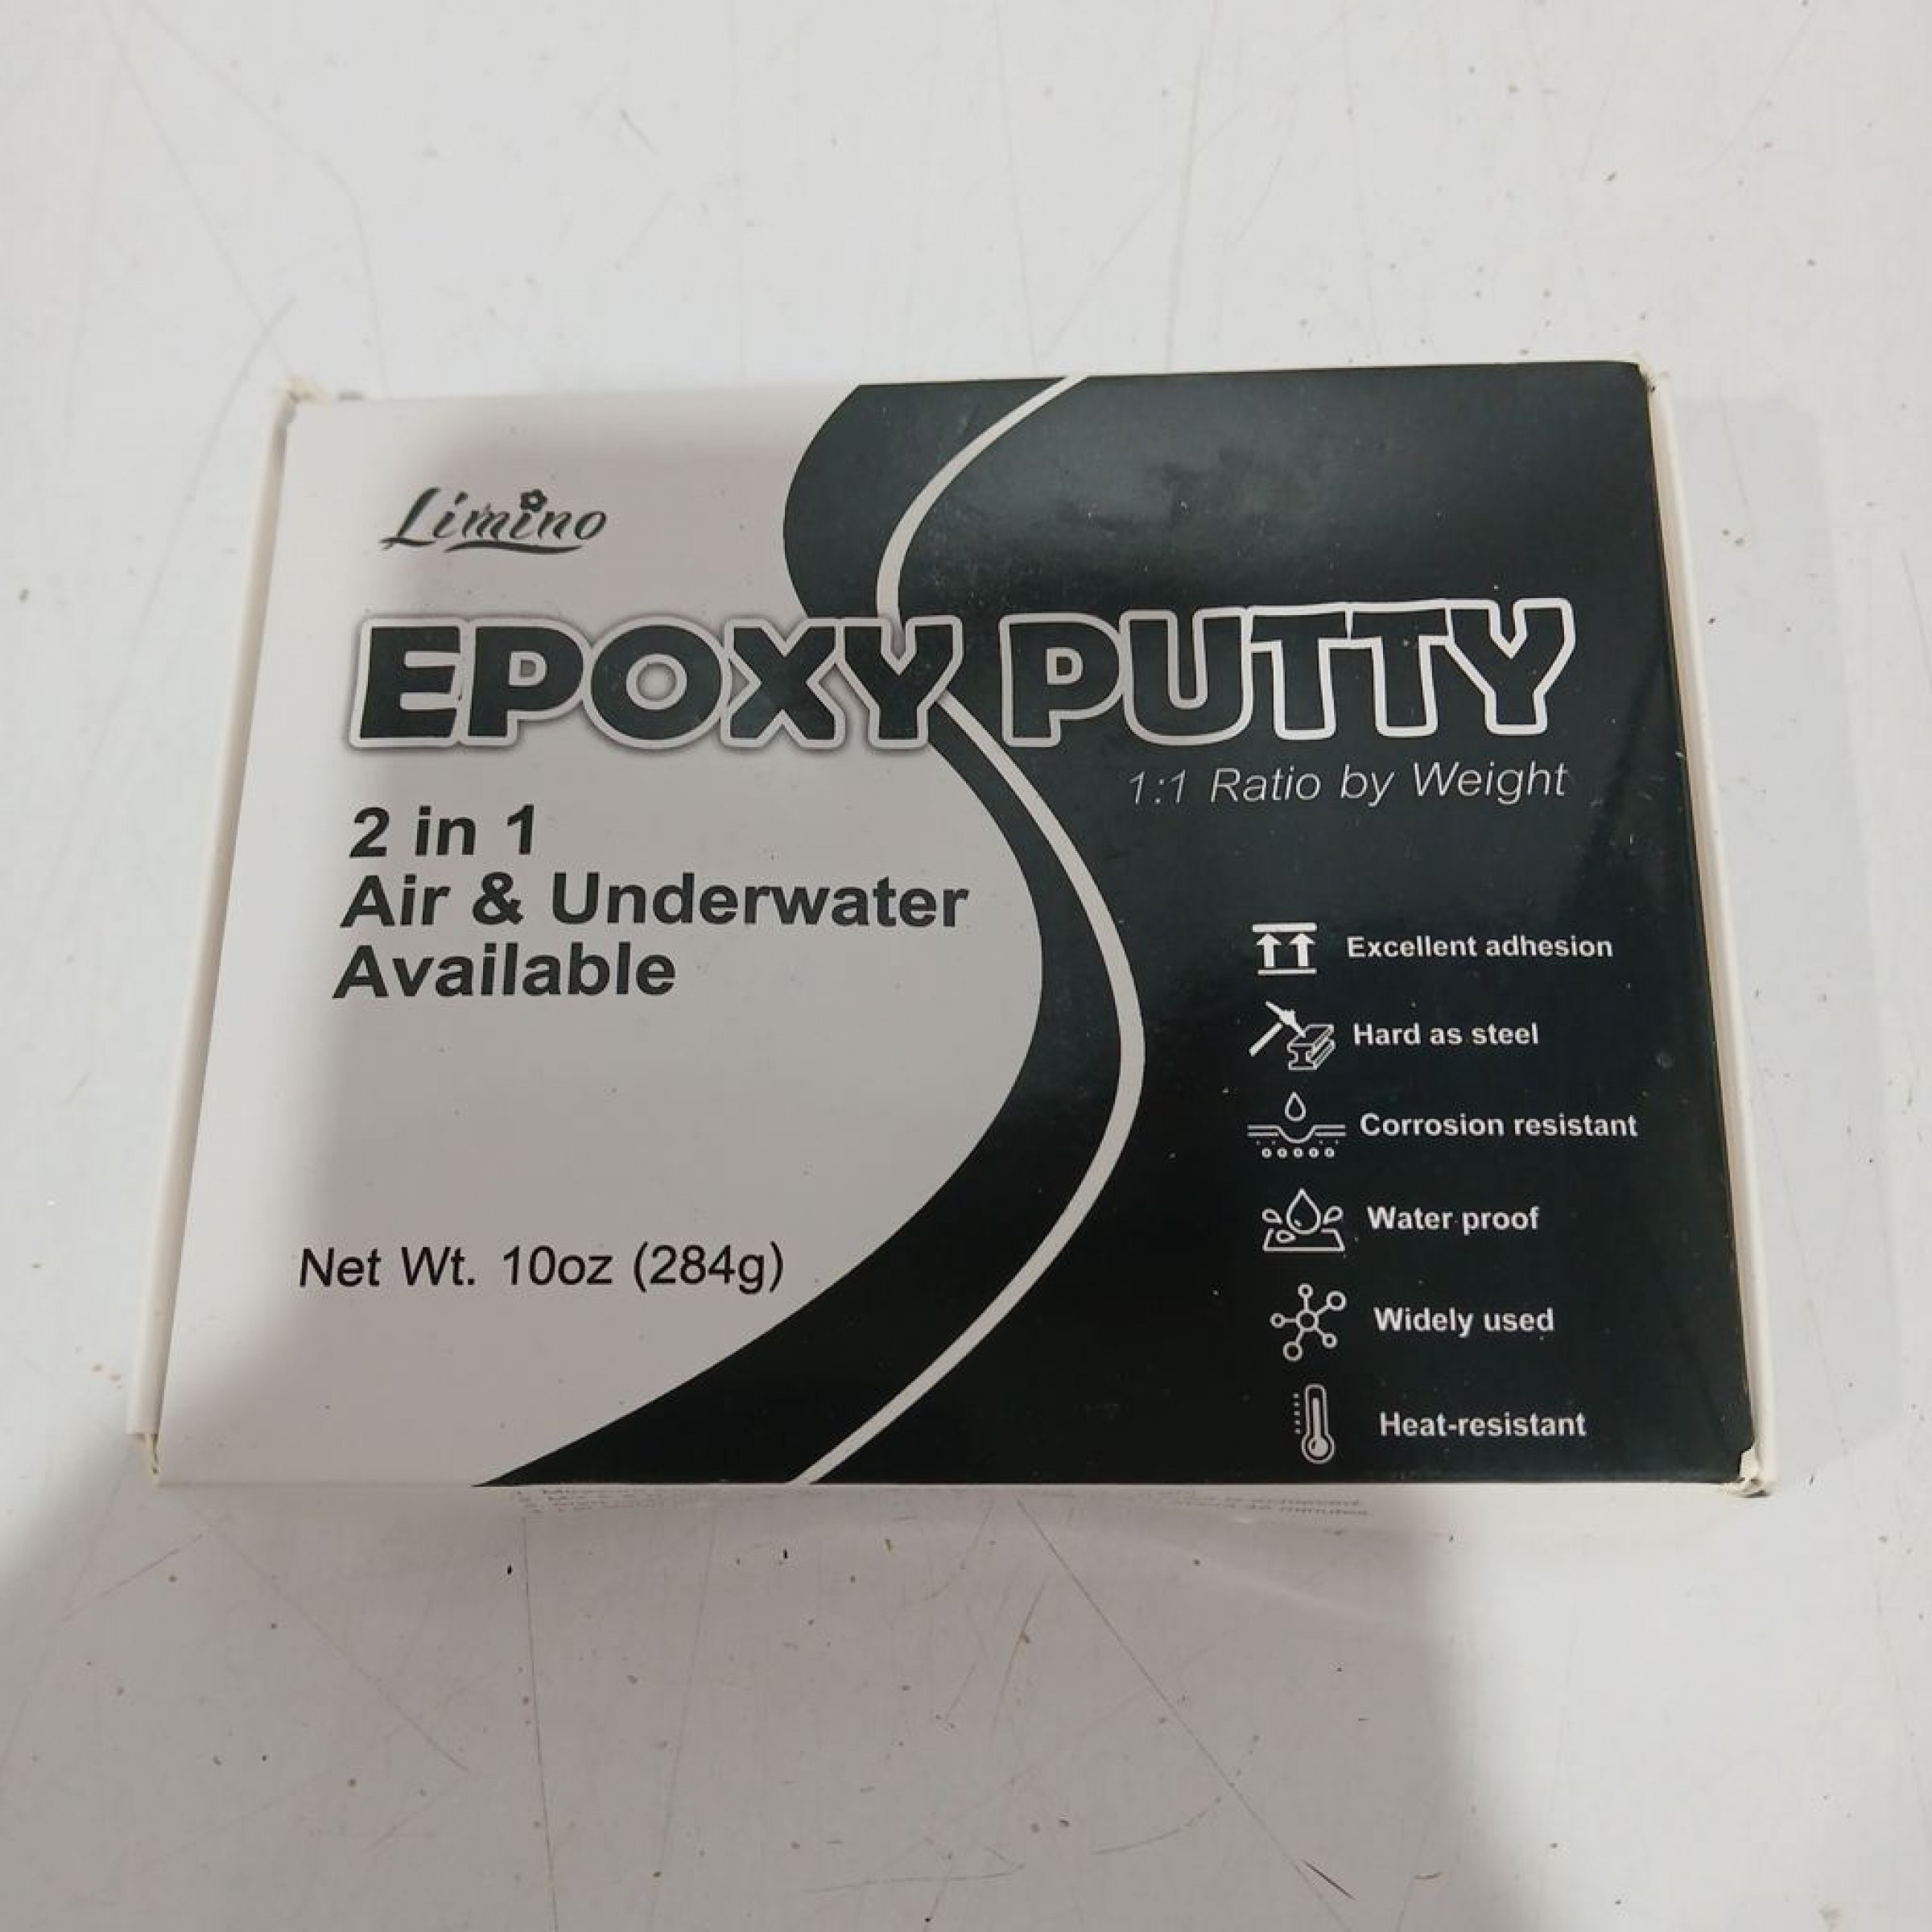 Limino
EPOXY PUTTY
1:1 Ratio by Weight
2 in 1
Air & Underwater
Available
Excellent adhesion
Hard as steel
Corrosion resistant
Water proof
Widely used
Heat-resistant
Net Wt. 10oz (284g)